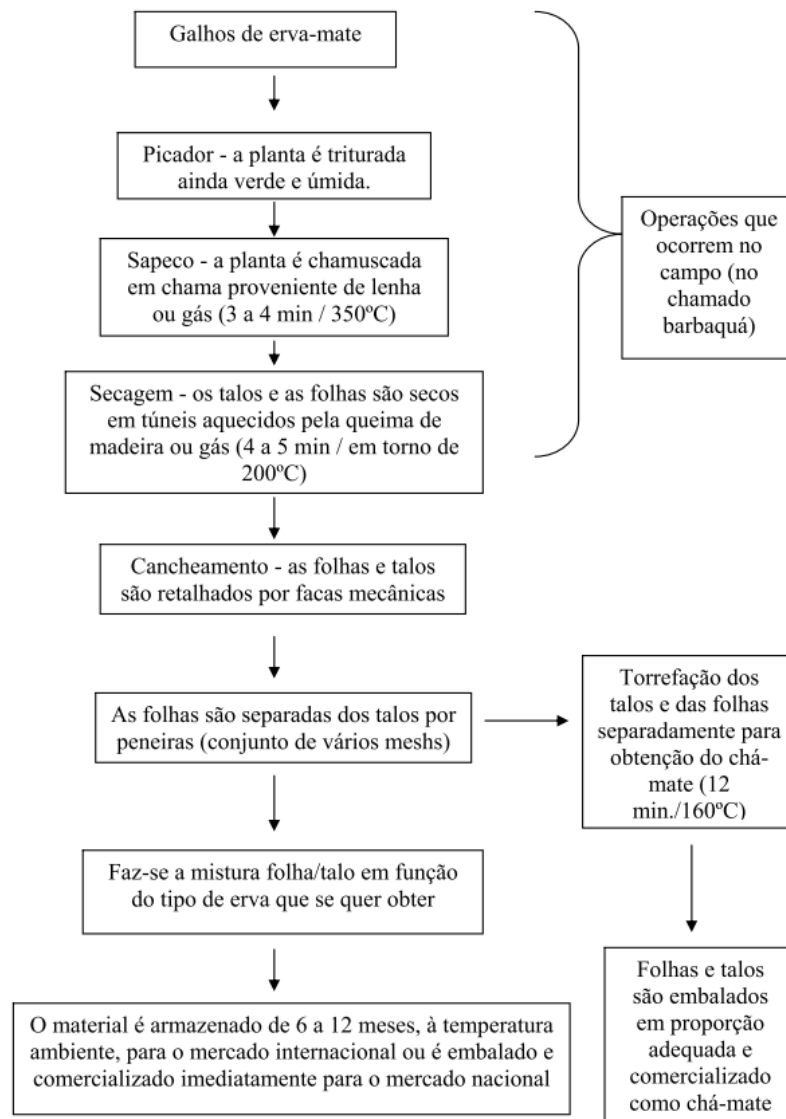 Galhos de erva-mate
Picador - a planta é triturada
ainda verde e úmida.
Sapeco - a planta é chamuscada
em chama proveniente de lenha
ou gás (3 a 4 min / 350ºC)
Secagem - os talos e as folhas são secos
em túneis aquecidos pela queima de
madeira ou gás (4 a 5 min / em torno de
200ºC)
Operações que
ocorrem no
campo (no
chamado
barbaquá)
Cancheamento - as folhas e talos
são retalhados por facas mecânicas
As folhas são separadas dos talos por
peneiras (conjunto de vários meshs)
Torrefação dos
talos e das folhas
separadamente para
obtenção do chá-
mate (12
min./160ºC)
Faz-se a mistura folha/talo em função
do tipo de erva que se quer obter
O material é armazenado de 6 a 12 meses, à temperatura
ambiente, para o mercado internacional ou é embalado e
comercializado imediatamente para o mercado nacional
Folhas e talos
são embalados
em proporção
adequada e
comercializado
como chá-mate